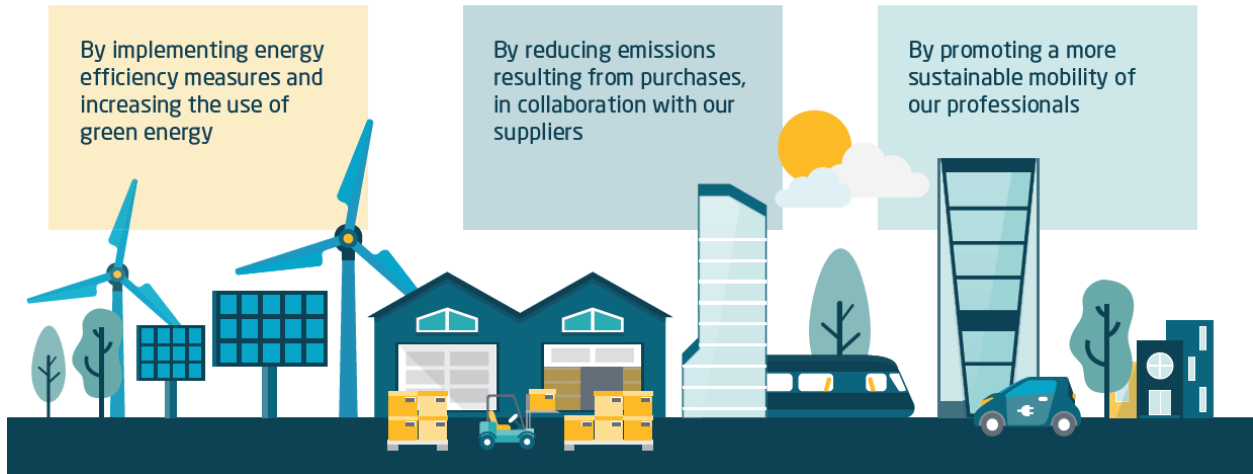 By implementing energy
efficiency measures and
increasing the use of
green energy
By reducing emissions
resulting from purchases,
in collaboration with our
suppliers
By promoting a more
sustainable mobility of
our professionals